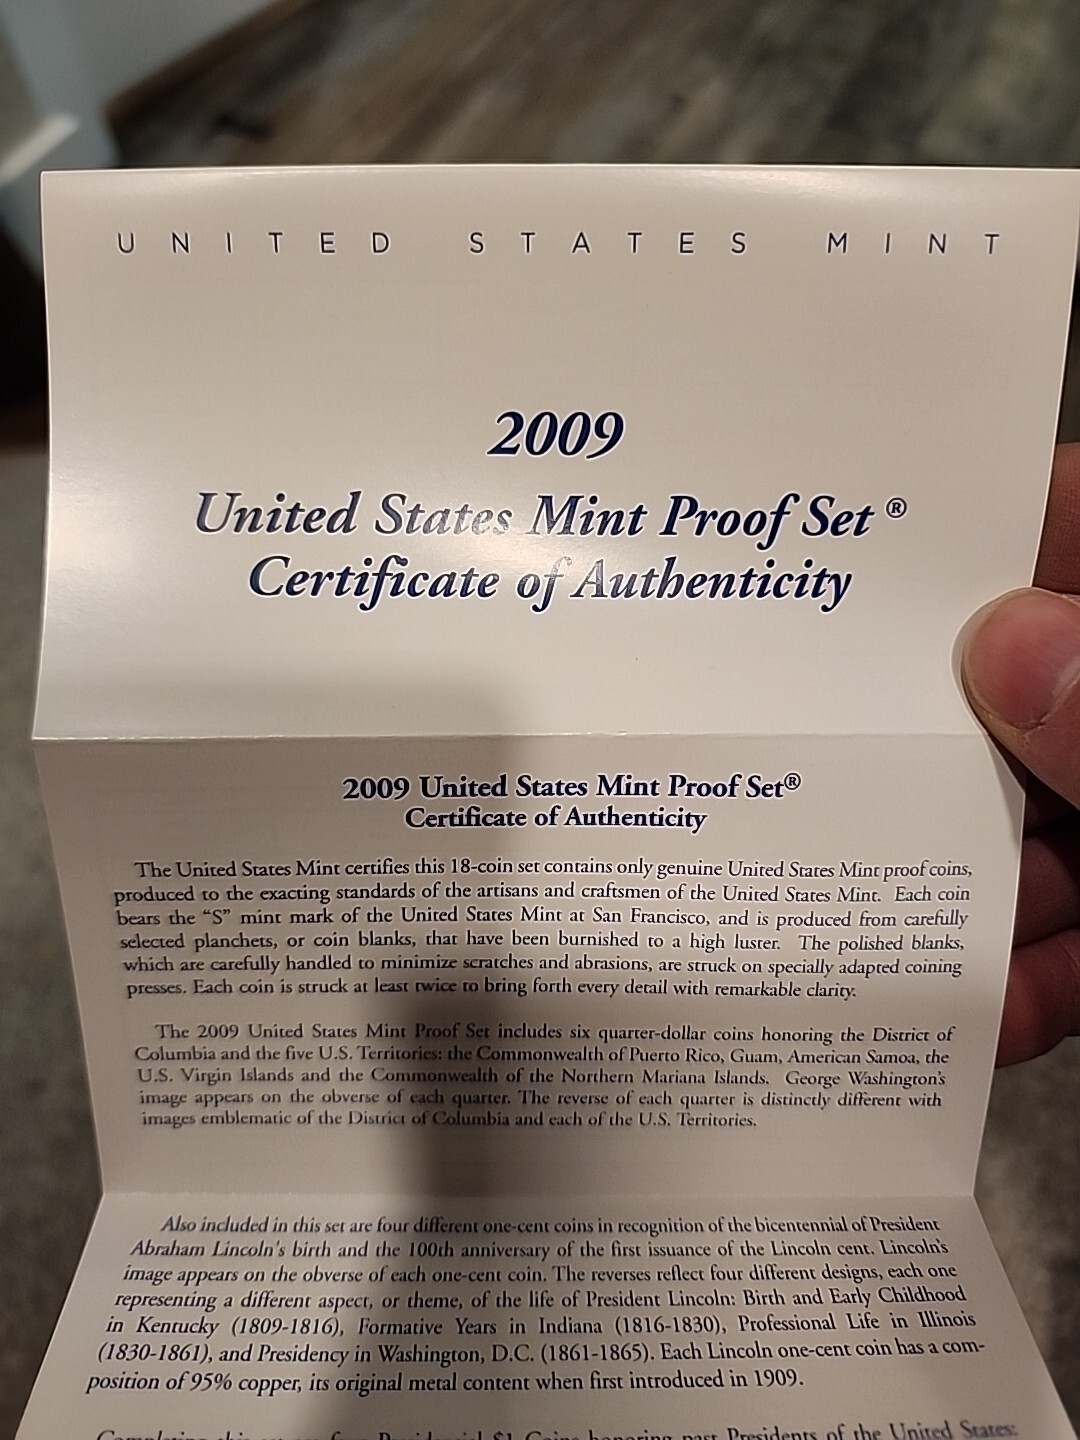 UNITED STATES MINT
2009
United States Mint Proof Set ®
Certificate of Authenticity
2009 United States Mint Proof Set®
Certificate of Authenticity
The United States Mint certifies this 18-coin set contains only genuine United States Mint proof coins,
produced to the exacting standards of the artisans and craftsmen of the United States Mint. Each coin
bears the “S” mint mark of the United States Mint at San Francisco, and is produced from carefully
selected planchets, or coin blanks, that have been burnished to a high luster. The polished blanks,
which are carefully handled to minimize scratches and abrasions, are struck on specially adapted coining
presses. Each coin is struck at least twice to bring forth every detail with remarkable clarity.
The 2009 United States Mint Proof Set includes six quarter-dollar coins honoring the District of
Columbia and the five U.S. Territories: the Commonwealth of Puerto Rico, Guam, American Samoa, the
U.S. Virgin Islands and the Commonwealth of the Northern Mariana Islands. George Washington's
image appears on the obverse of each quarter. The reverse of each quarter is distinctly different with
images emblematic of the District of Columbia and each of the U.S. Territories.
Also included in this set are four different one-cent coins in recognition of the bicentennial of President
Abraham Lincoln's birth and the 100th anniversary of the first issuance of the Lincoln cent. Lincoln's
image appears on the obverse of each one-cent coin. The reverses reflect four different designs, each one
representing a different aspect, or theme, of the life of President Lincoln: Birth and Early Childhood
in Kentucky (1809-1816), Formative Years in Indiana (1816-1830), Professional Life in Illinois
(1830-1861), and Presidency in Washington, D.C. (1861-1865). Each Lincoln one-cent coin has a com-
position of 95% copper, its original metal content when first introduced in 1909.
Completing this set are four Presidential $1 Coins honoring past Presidents of the United States: